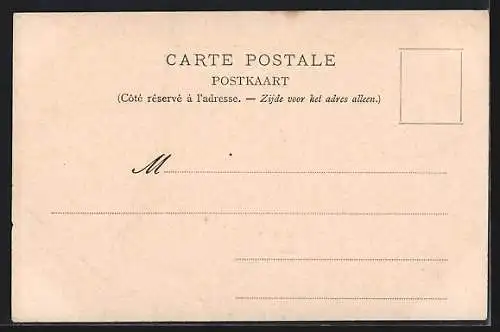 CARTE POSTALE
POSTKAART
(Côté réservé à l'adresse. — Zijde voor het adres alleen.)
M